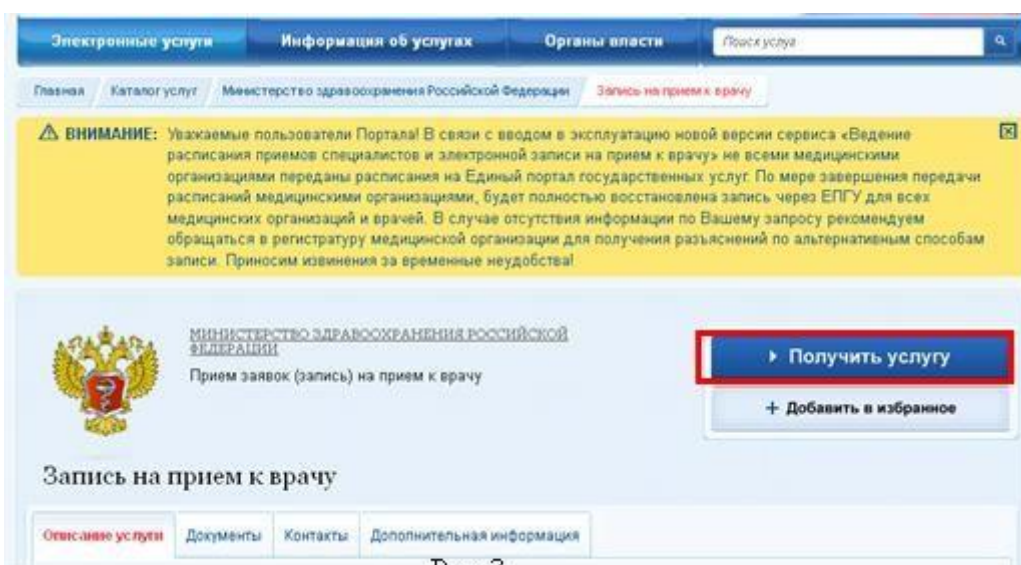 Электронные услуги Информация об услугах Органы власти Поиск услуг
Главная Каталог услуг Министерство здравоохранения Российской Федерации Запись на прием к врачу
ВНИМАНИЕ: Уважаемые пользователи Портала! В связи с вводом в эксплуатацию новой версии сервиса «Ведение
расписания приемов специалистов и электронной записи на прием к врачу» не всеми медицинскими
организациями переданы расписания на Единый портал государственных услуг. По мере завершения передачи
расписаний медицинскими организациями, будет полностью восстановлена запись через ЕПГУ для всех
медицинских организаций и врачей. В случае отсутствия информации по Вашему запросу рекомендуем
обращаться в регистратуру медицинской организации для получения разъяснений по альтернативным способам
записи. Приносим извинения за временные неудобства!
МИНИСТЕРСТВО ЗДРАВООХРАНЕНИЯ РОССИЙСКОЙ
ФЕДЕРАЦИИ
Прием заявок (запись) на прием к врачу
Получить услугу
+ Добавить в избранное
Запись на прием к врачу
Описание услуги Документы Контакты Дополнительная информация